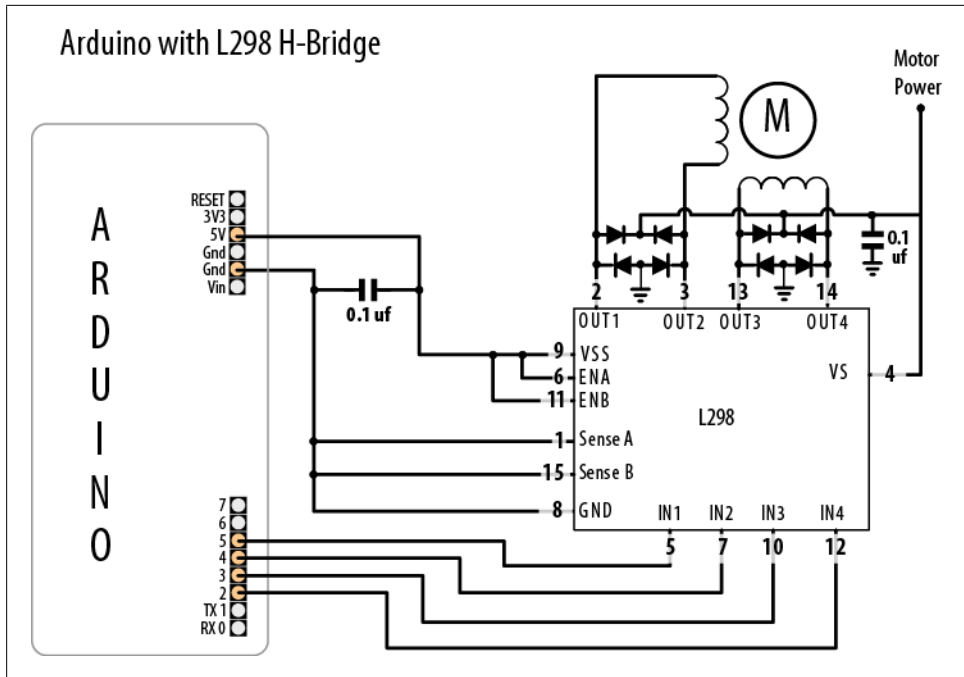 Arduino with L298 H-Bridge
Motor
Power
M
ARDUINO
RESET
3V3
5V
Gnd
Gnd
Vin
0.1 uf
0.1
uf
2
3
13
14
OUT1
OUT2
OUT3
OUT4
9 VSS
6 ENA
11 ENB
VS 4
L298
1 Sense A
15 Sense B
8 GND
IN1
IN2
IN3
IN4
5
7
10
12
7
6
5
4
3
2
TX 1
RX 0